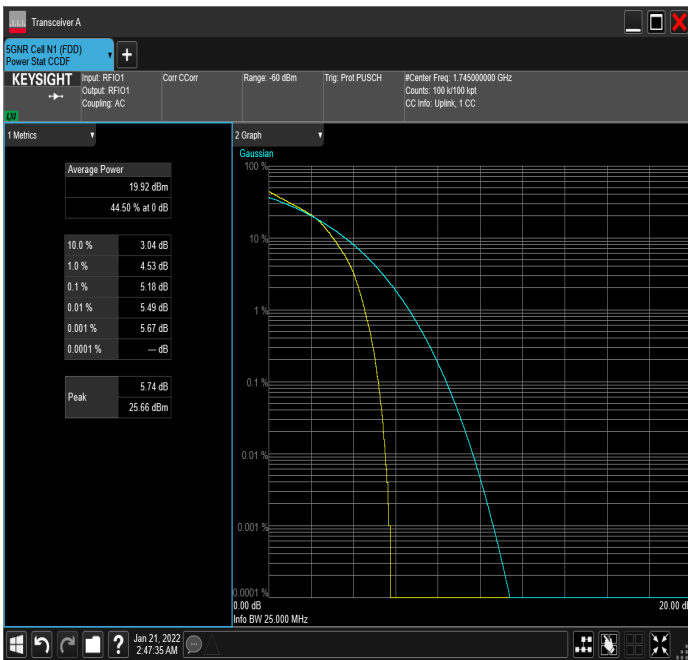 Transceiver A
5GNR Cell N1 (FDD)
Power Stat CCDF
KEYSIGHT
Input: RFIO1
Output: RFIO1
Coupling: AC
Corr CCorr
Range: -60 dBm
Trig: Prot PUSCH
#Center Freq: 1.745000000 GHz
Counts: 100 k/100 kpt
CC Info: Uplink, 1 CC
LXI
1 Metrics
Average Power
19.92 dBm
44.50 % at 0 dB
10.0 % 3.04 dB
1.0 % 4.53 dB
0.1 % 5.18 dB
0.01 % 5.49 dB
0.001 % 5.67 dB
0.0001 % --- dB
Peak
5.74 dB
25.66 dBm
2 Graph
Gaussian
100 %
10 %
1 %
0.1 %
0.01 %
0.001 %
0.0001 %
0.00 dB
20.00 dB
Info BW 25.000 MHz
Jan 21, 2022
2:47:35 AM